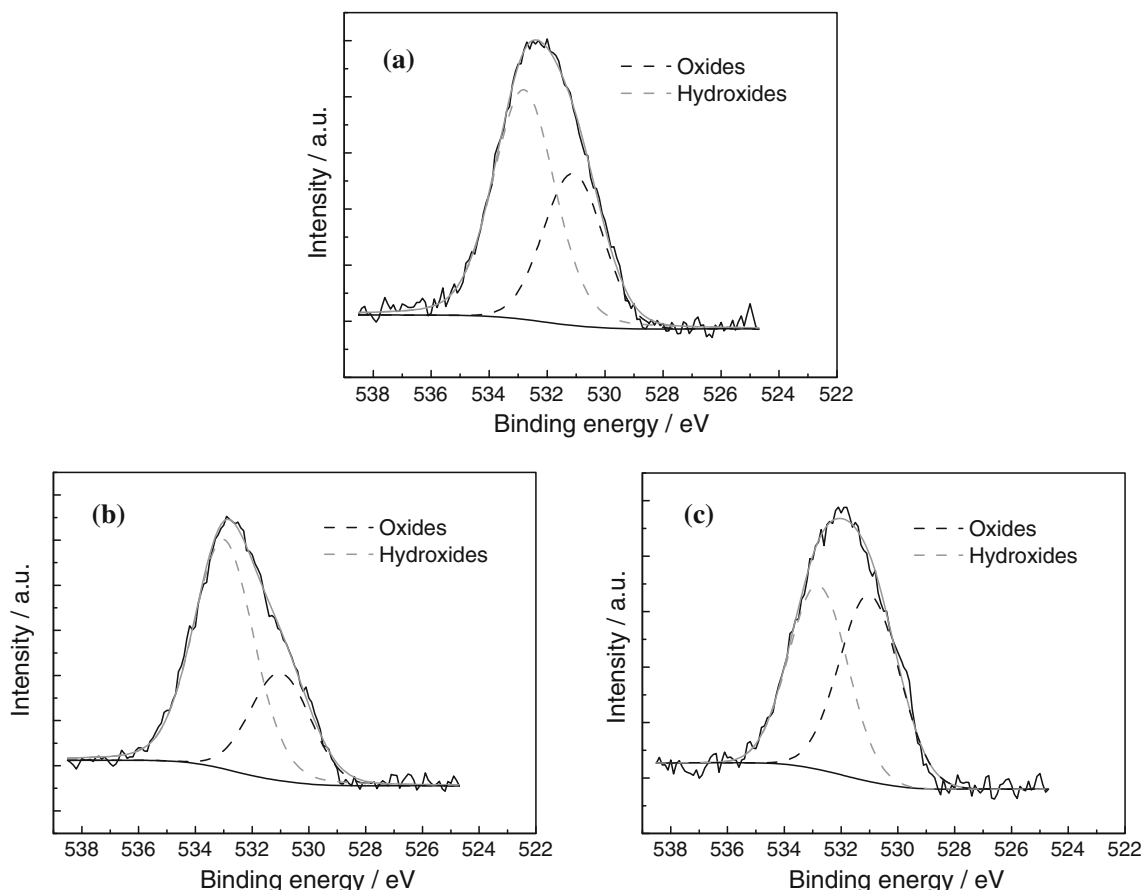 (a)
Oxides
Hydroxides
Intensity / a.u.
538 536 534 532 530 528 526 524 522
Binding energy / eV
(b)
Oxides
Hydroxides
Intensity / a.u.
538 536 534 532 530 528 526 524 522
Binding energy / eV
(c)
Oxides
Hydroxides
Intensity / a.u.
538 536 534 532 530 528 526 524 522
Binding energy / eV